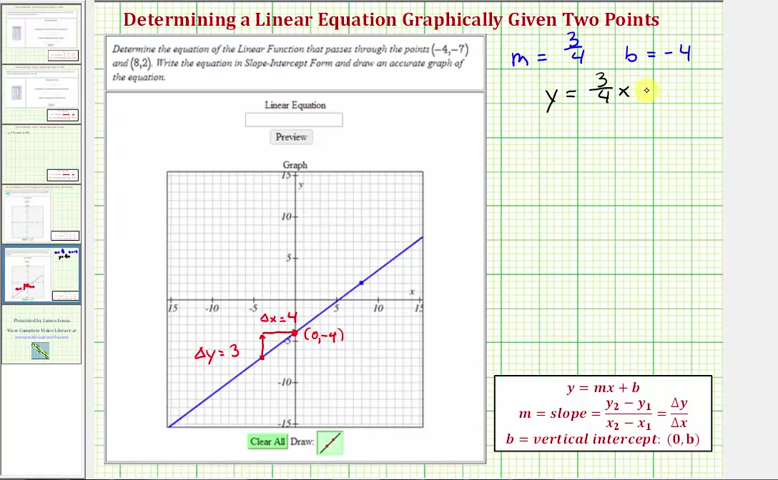 Determining a Linear Equation Graphically Given Two Points
Determine the equation of the Linear Function that passes through the points (−4,−7)
and (8,2). Write the equation in Slope-Intercept Form and draw an accurate graph of
the equation.
Linear Equation
Preview
Graph
15
y
10
5
x
-15 -10 -5 5 10 15
-5
-10
-15
Δx=4
(0,-4)
Δy=3
Clear All Draw:
m = 3/4 b = -4
y = 3/4 x
y = mx + b
m = slope = (y₂ − y₁)/(x₂ − x₁) = Δy/Δx
b = vertical intercept: (0, b)
Presented by James Sousa